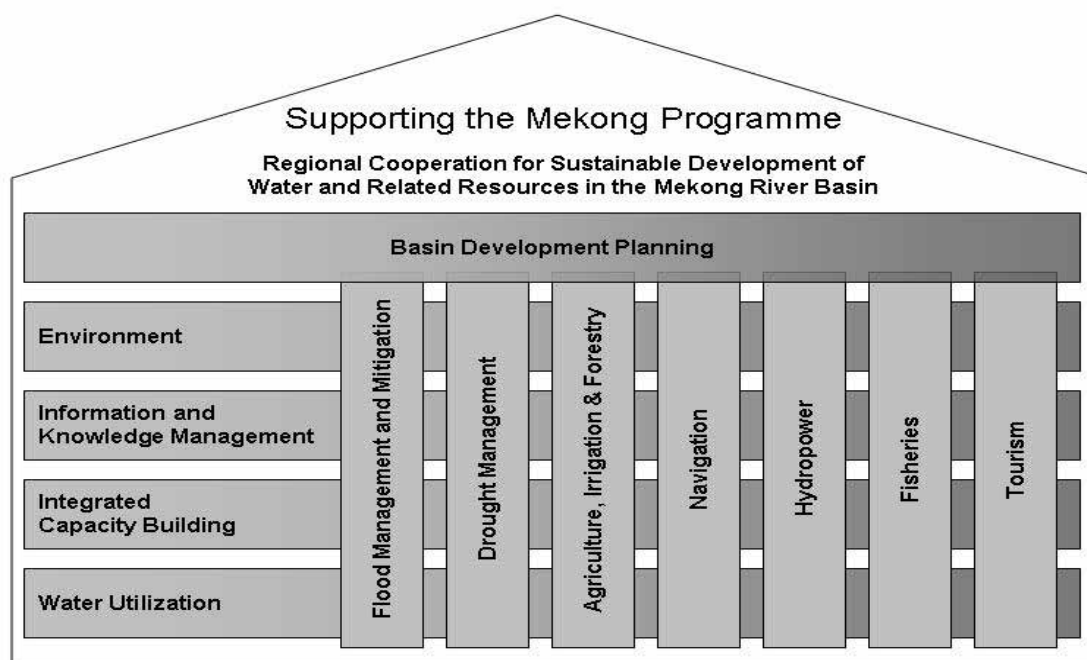 Supporting the Mekong Programme
Regional Cooperation for Sustainable Development of
Water and Related Resources in the Mekong River Basin
Basin Development Planning
Environment
Information and
Knowledge Management
Integrated
Capacity Building
Water Utilization
Flood Management and Mitigation
Drought Management
Agriculture, Irrigation & Forestry
Navigation
Hydropower
Fisheries
Tourism